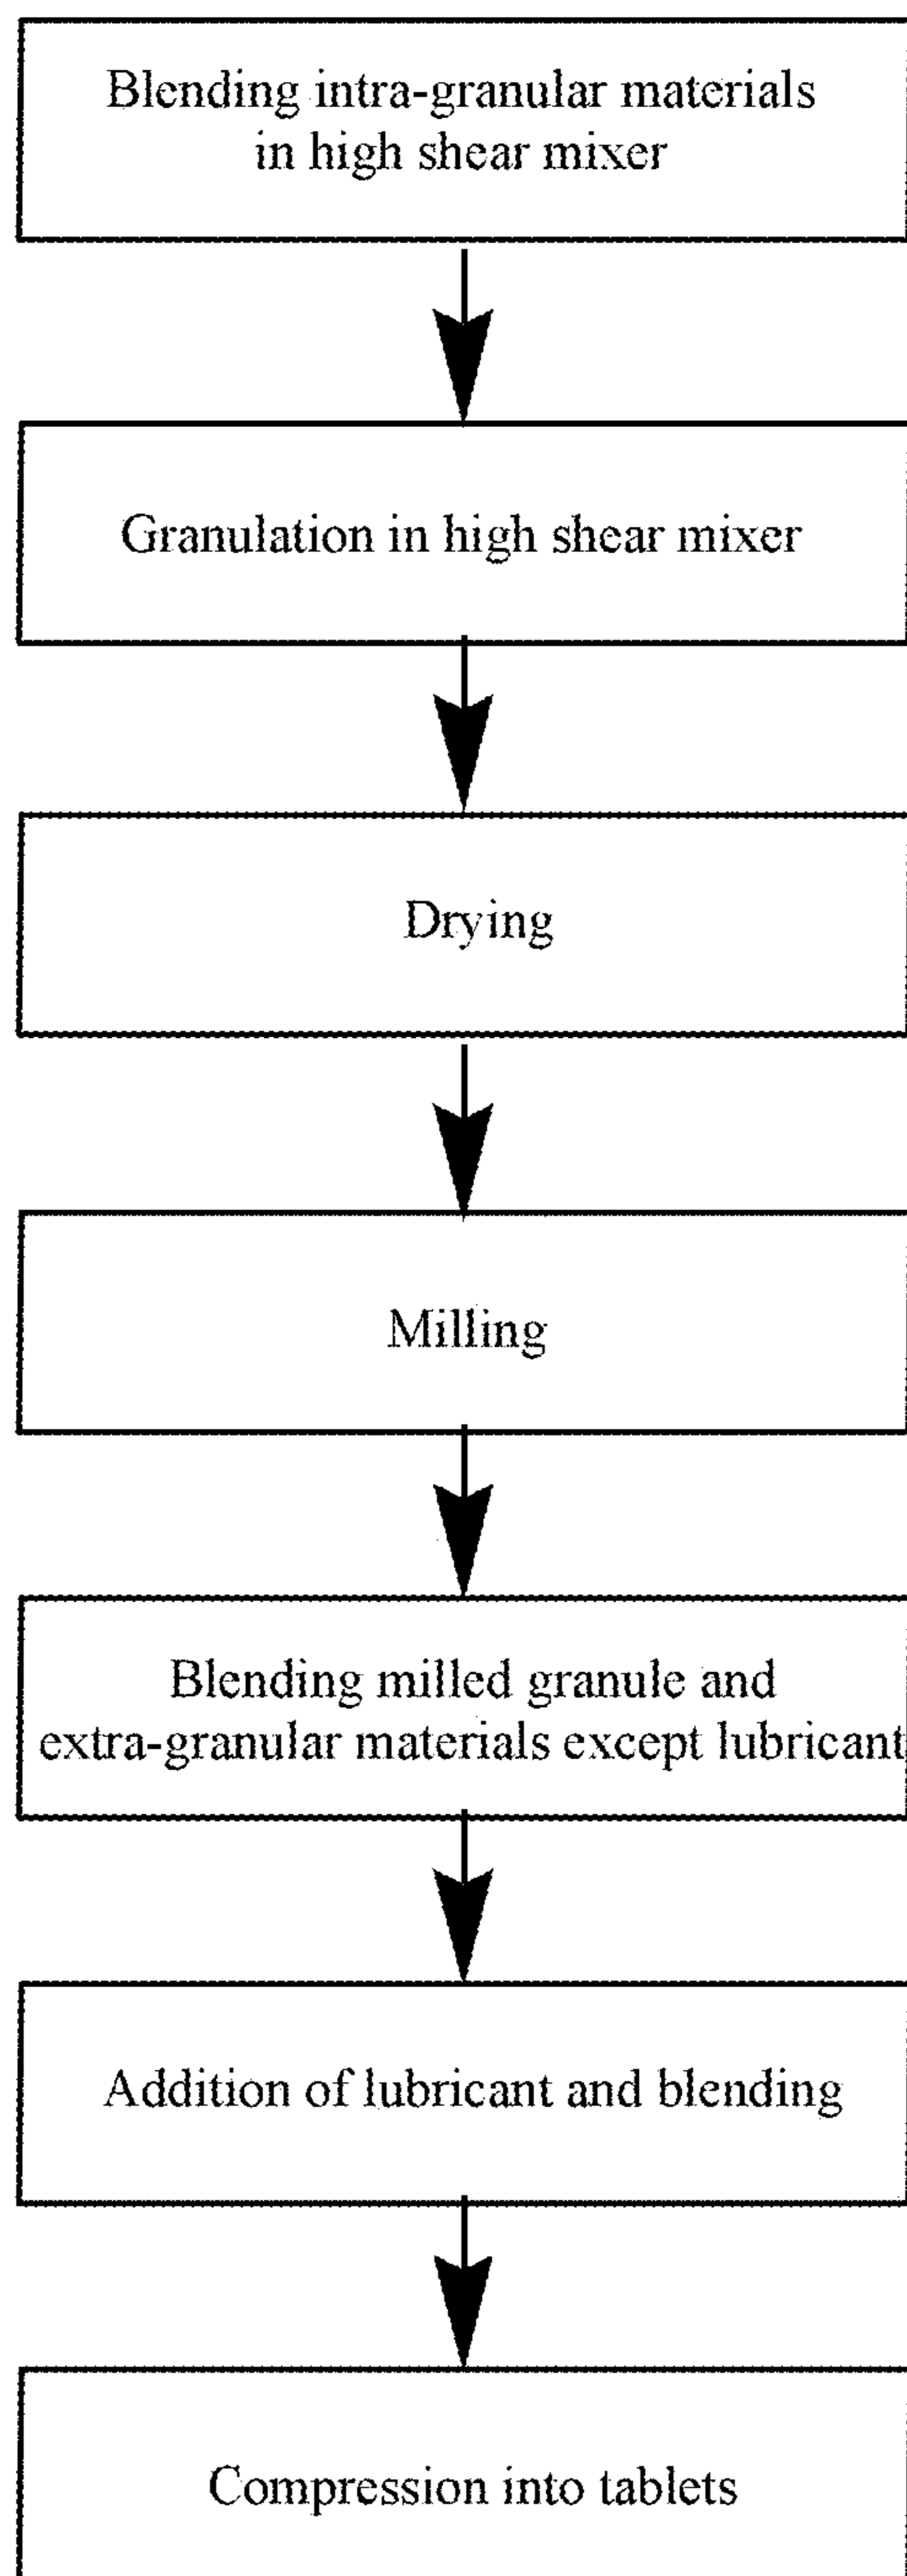 Blending intra-granular materials
in high shear mixer
Granulation in high shear mixer
Drying
Milling
Blending milled granule and
extra-granular materials except lubricant
Addition of lubricant and blending
Compression into tablets